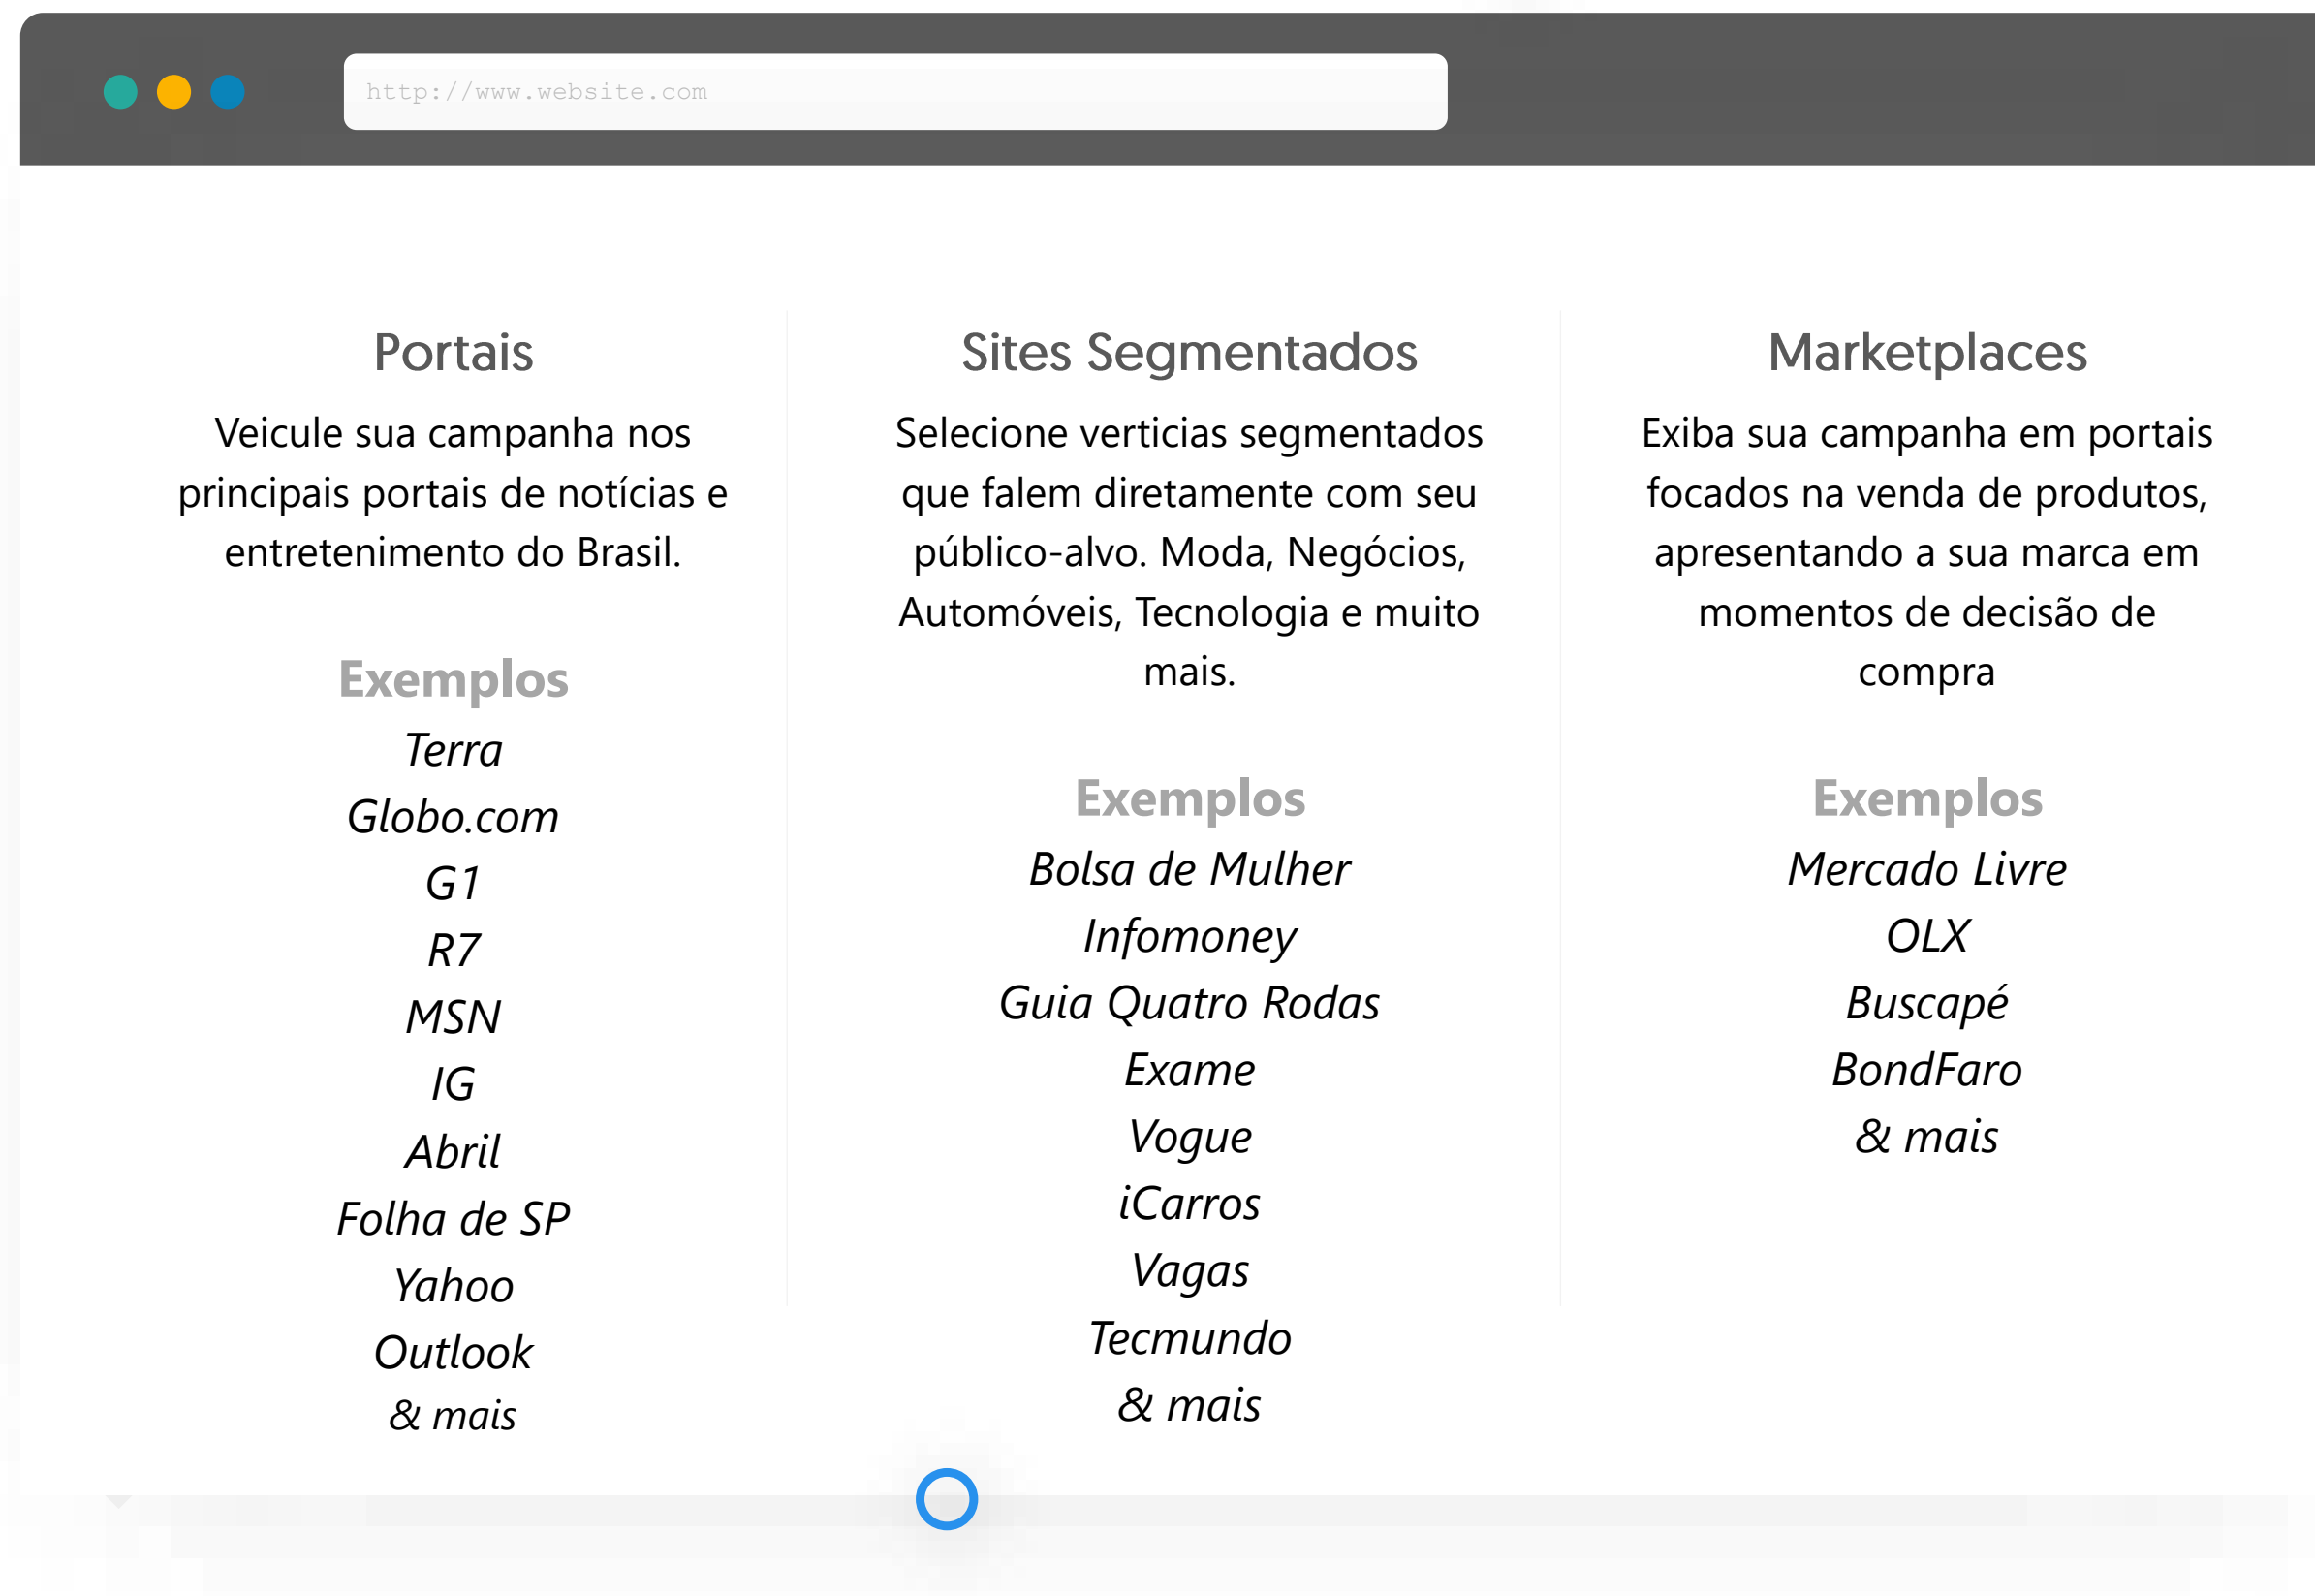 http://www.website.com
Portais
Veicule sua campanha nos
principais portais de notícias e
entretenimento do Brasil.
Exemplos
Terra
Globo.com
G1
R7
MSN
IG
Abril
Folha de SP
Yahoo
Outlook
& mais
Sites Segmentados
Selecione verticias segmentados
que falem diretamente com seu
público-alvo. Moda, Negócios,
Automóveis, Tecnologia e muito
mais.
Exemplos
Bolsa de Mulher
Infomoney
Guia Quatro Rodas
Exame
Vogue
iCarros
Vagas
Tecmundo
& mais
Marketplaces
Exiba sua campanha em portais
focados na venda de produtos,
apresentando a sua marca em
momentos de decisão de
compra
Exemplos
Mercado Livre
OLX
Buscapé
BondFaro
& mais